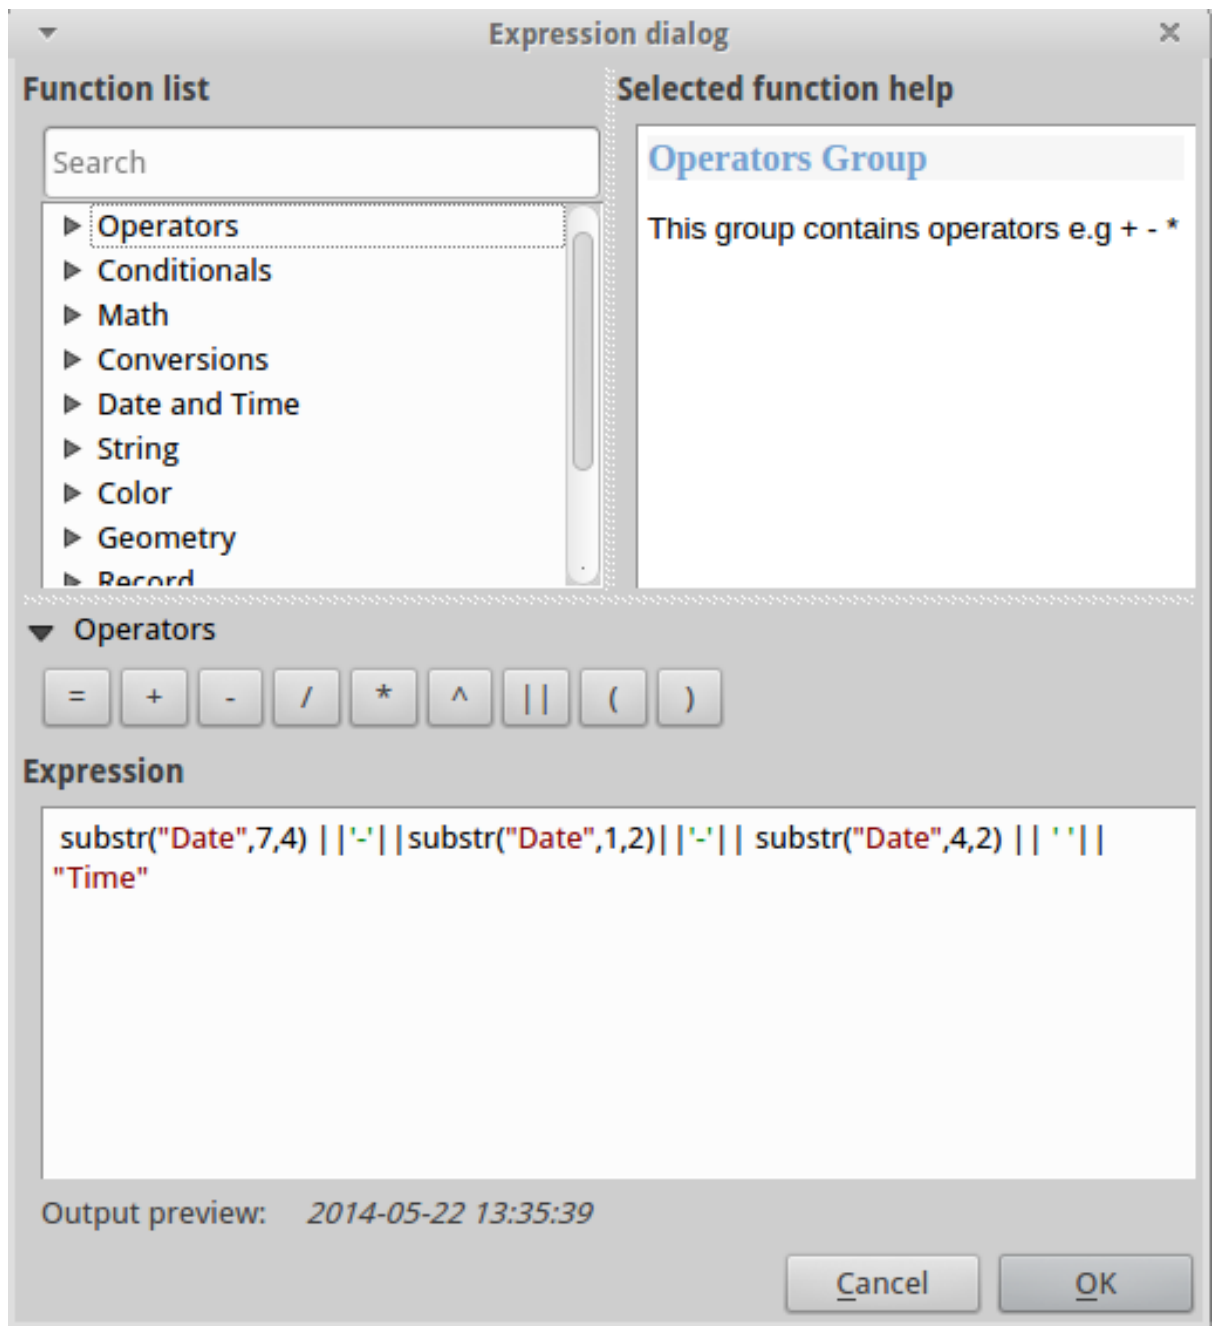 Expression dialog
Function list
Selected function help
Search
Operators Group
Operators
This group contains operators e.g + - *
Conditionals
Math
Conversions
Date and Time
String
Color
Geometry
Record
Operators
= + - / * ^ || ( )
Expression
substr("Date",7,4) ||'-'||substr("Date",1,2)||'-'|| substr("Date",4,2) || ' '||
"Time"
Output preview: 2014-05-22 13:35:39
Cancel OK